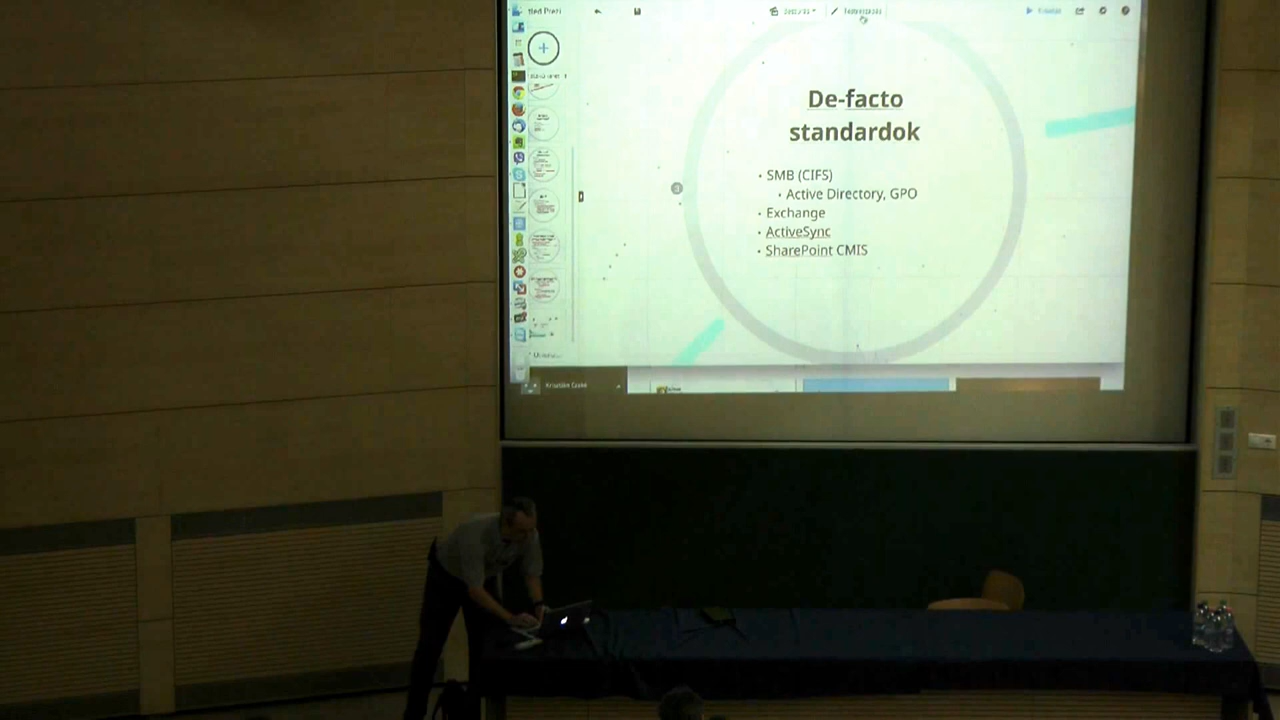 De-facto
standardok
• SMB (CIFS)
• Active Directory, GPO
• Exchange
• ActiveSync
• SharePoint CMIS